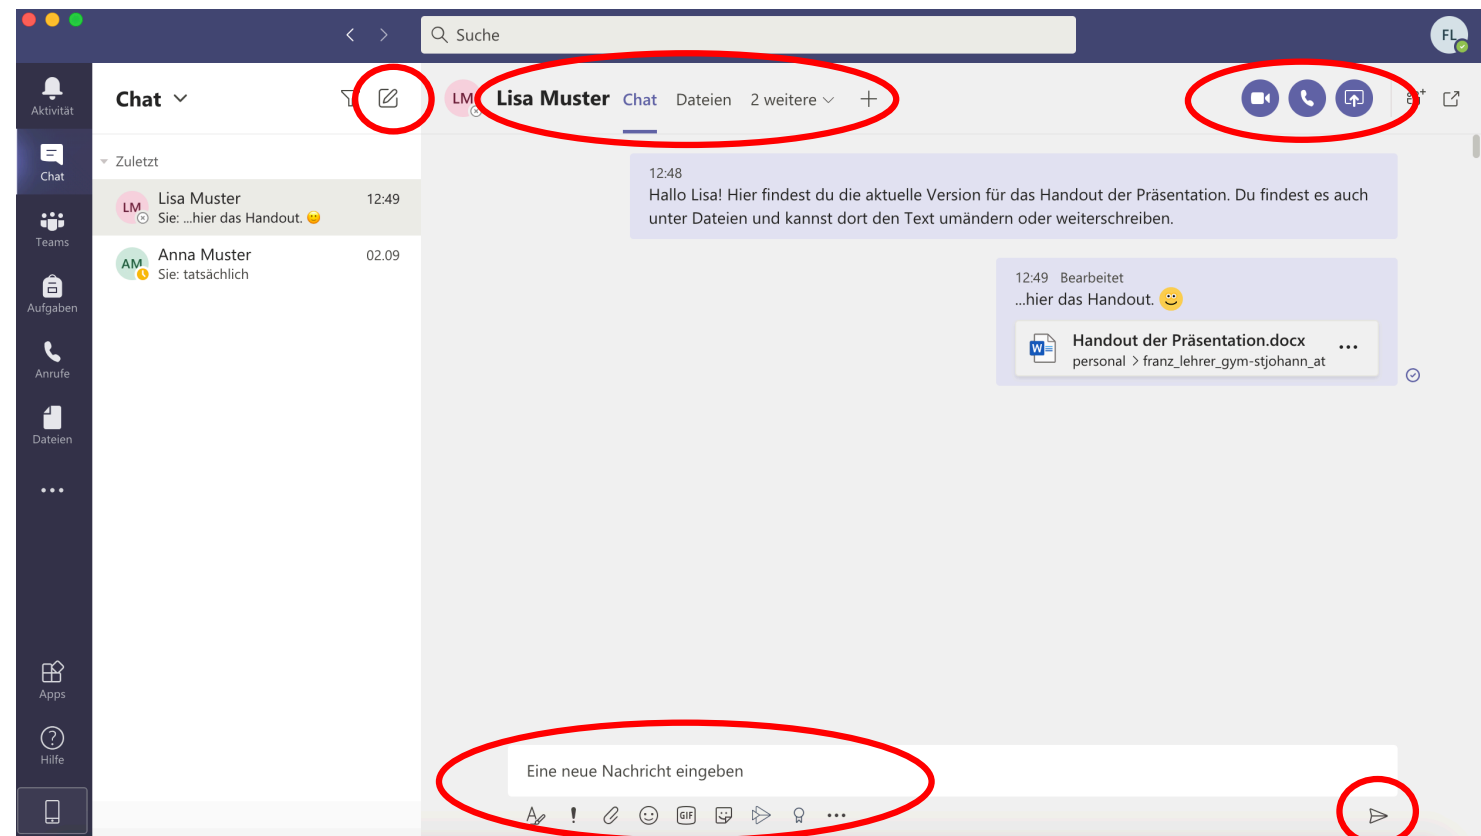 Suche
FL
Aktivität
Chat
Teams
Aufgaben
Anrufe
Dateien
Apps
Hilfe
Chat
Zuletzt
LM
Lisa Muster 12:49
Sie: ...hier das Handout. 🙂
AM
Anna Muster 02.09
Sie: tatsächlich
LM
Lisa Muster Chat Dateien 2 weitere
12:48
Hallo Lisa! Hier findest du die aktuelle Version für das Handout der Präsentation. Du findest es auch
unter Dateien und kannst dort den Text umändern oder weiterschreiben.
12:49 Bearbeitet
...hier das Handout. 🙂
W
Handout der Präsentation.docx
personal > franz_lehrer_gym-stjohann_at
Eine neue Nachricht eingeben
GIF